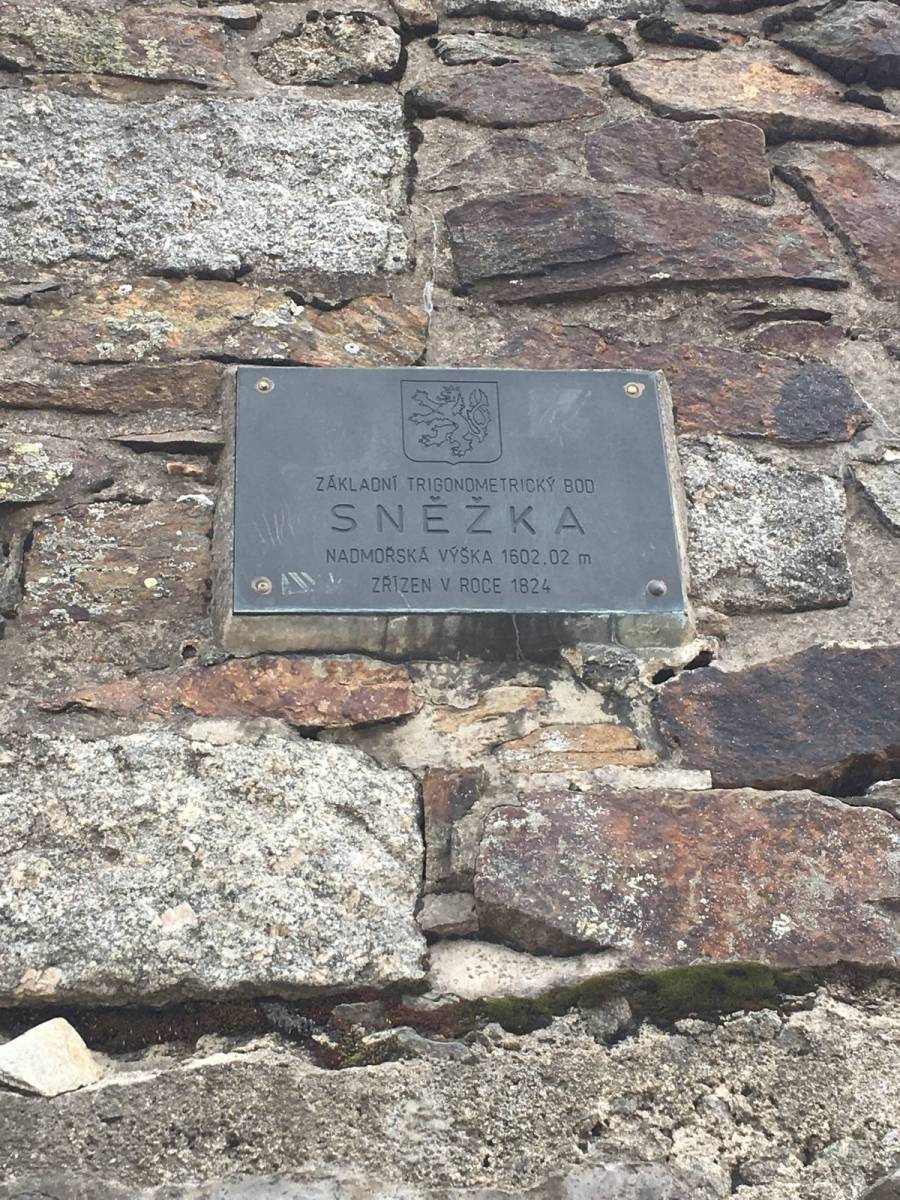 ZÁKLADNÍ TRIGONOMETRICKÝ BOD
SNĚŽKA
NADMOŘSKÁ VÝŠKA 1602,02 m
ZŘÍZEN V ROCE 1824